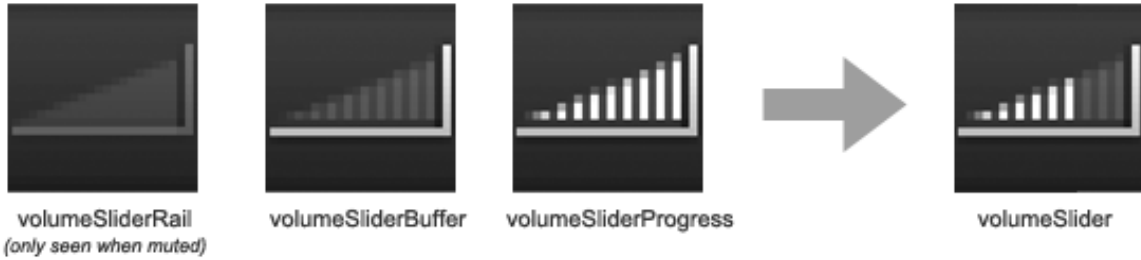 volumeSliderRail
(only seen when muted)
volumeSliderBuffer
volumeSliderProgress
volumeSlider